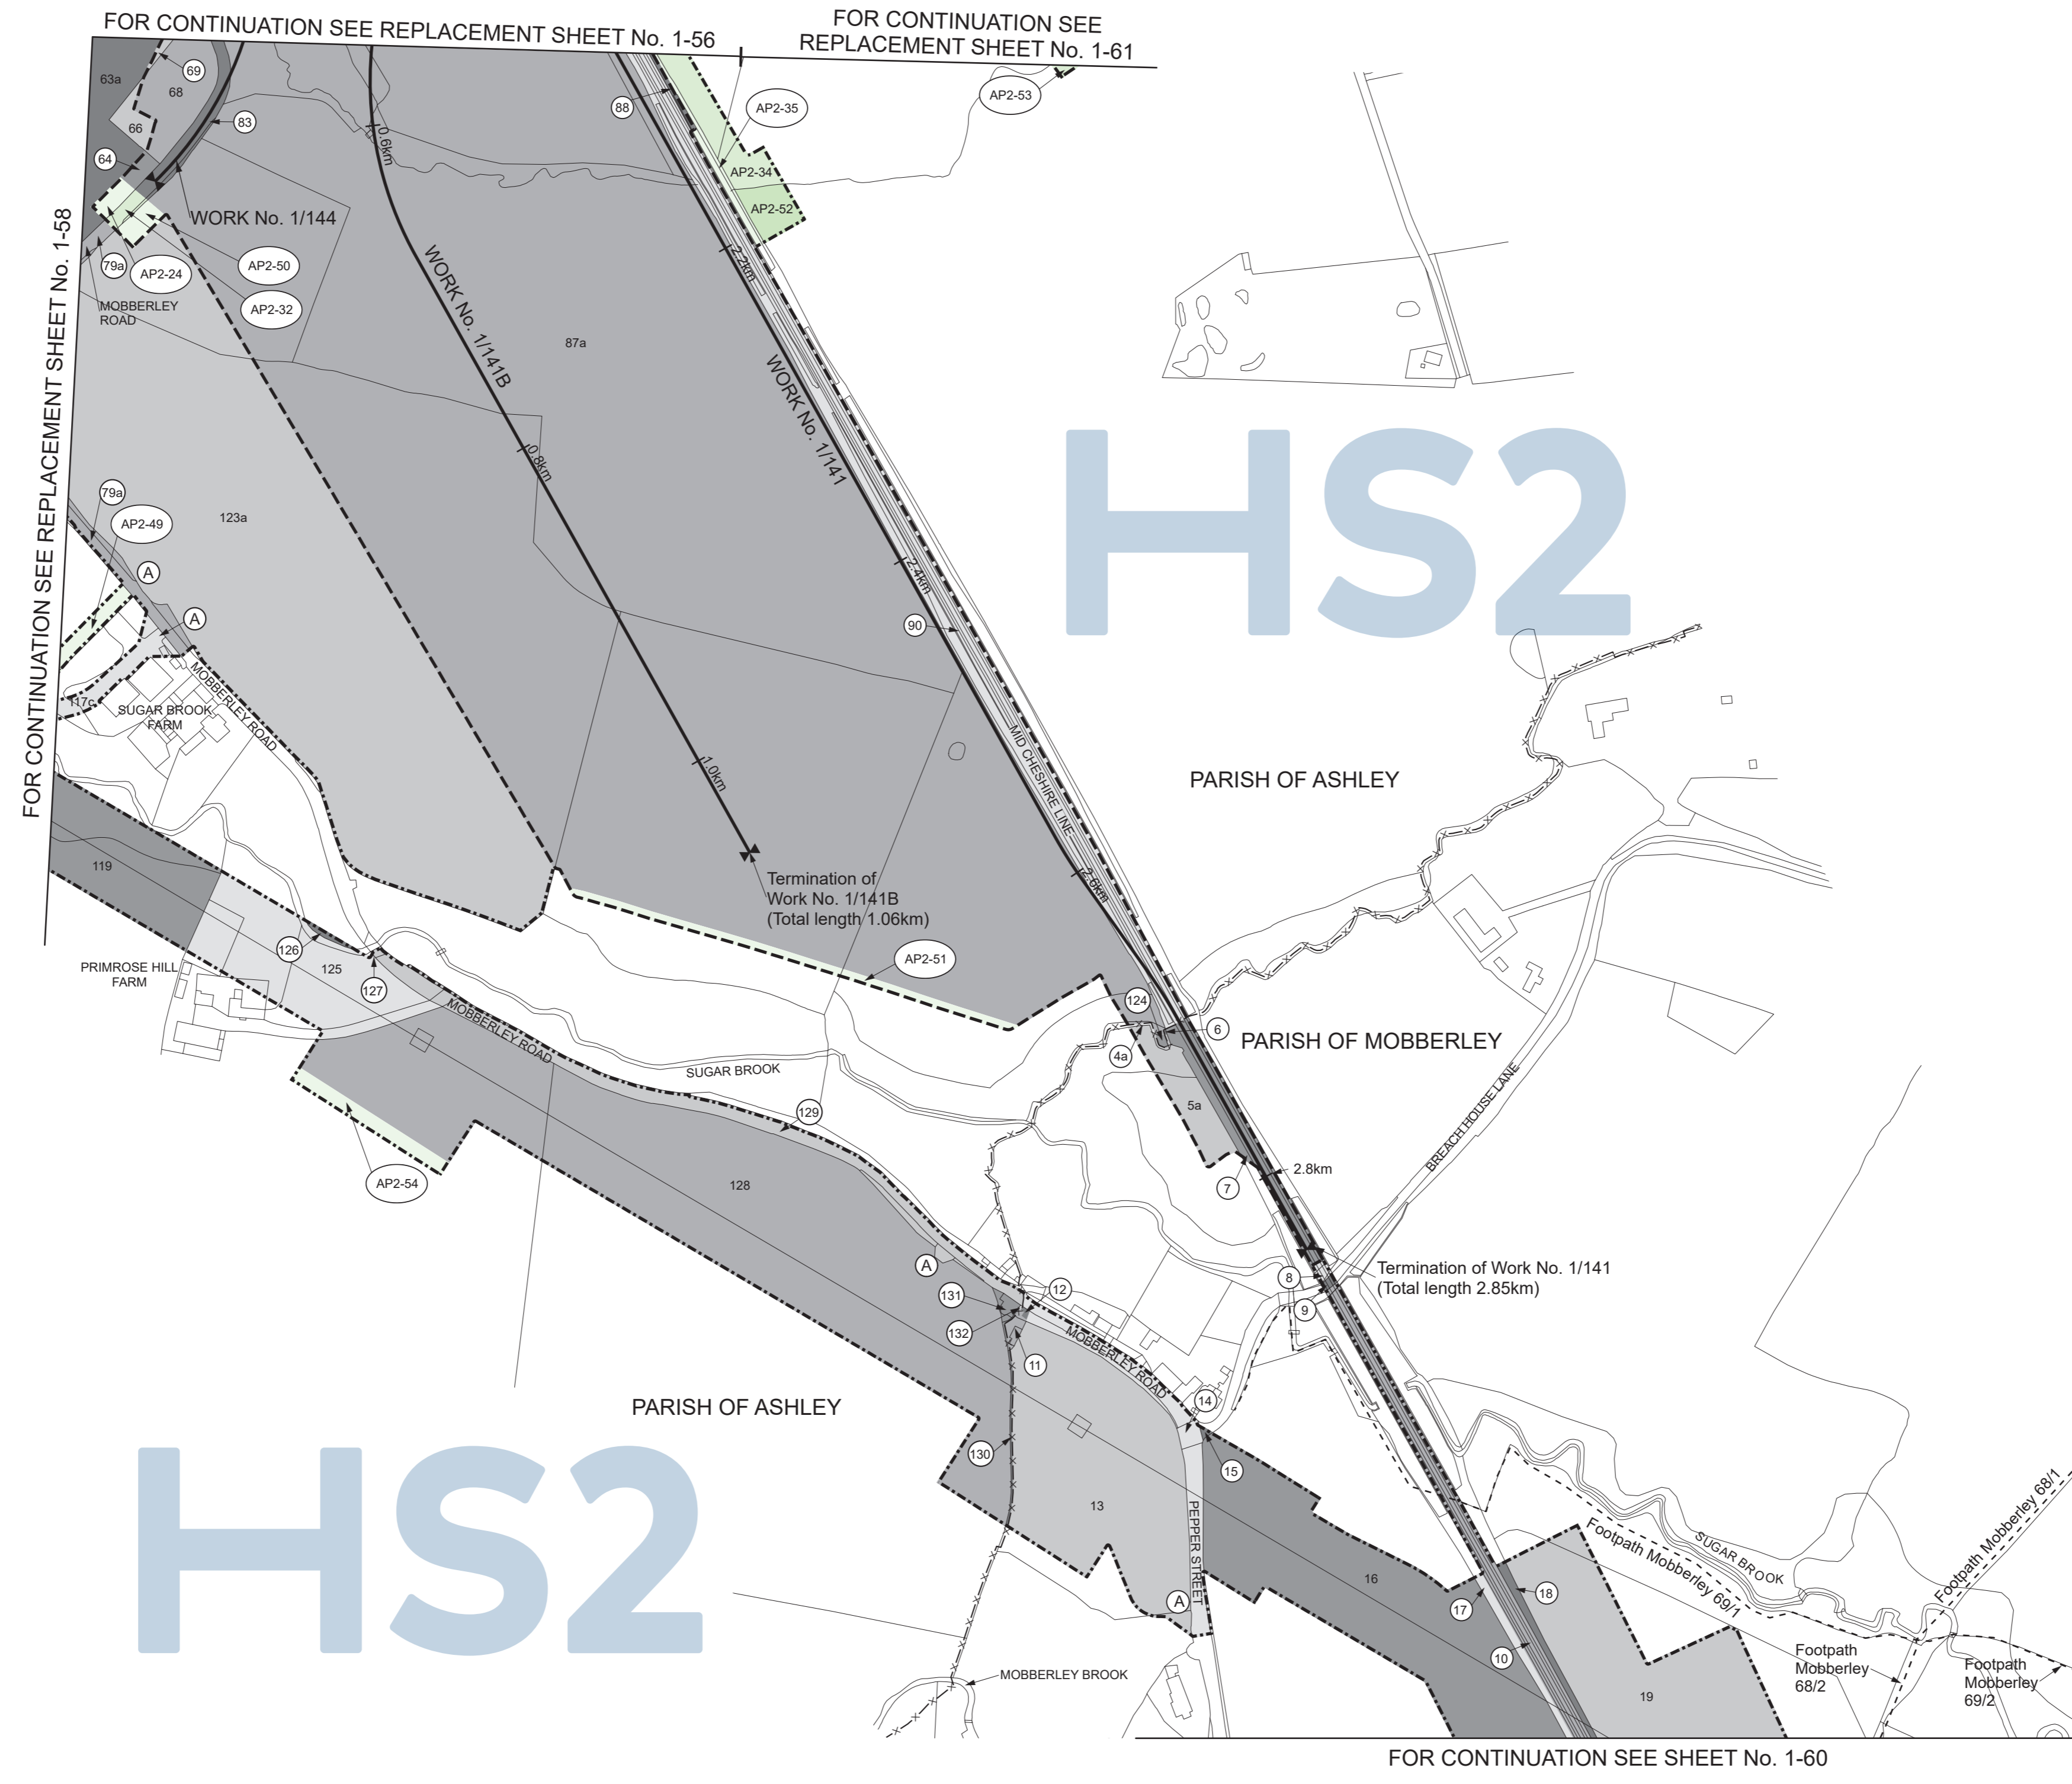 FOR CONTINUATION SEE REPLACEMENT SHEET No. 1-56
FOR CONTINUATION SEE
REPLACEMENT SHEET No. 1-61
FOR CONTINUATION SEE REPLACEMENT SHEET No. 1-58
63a
69
68
66
83
64
WORK No. 1/144
79a
AP2-24
AP2-50
AP2-32
MOBBERLEY
ROAD
0.6km
88
AP2-35
AP2-53
AP2-34
AP2-52
2.2km
WORK No. 1/141B
87a
WORK No. 1/141
HS2
79a
AP2-49
123a
0.8km
A
A
2.4km
90
117c
SUGAR BROOK
FARM
MOBBERLEY ROAD
1.0km
MID CHESHIRE LINE
PARISH OF ASHLEY
119
Termination of
Work No. 1/141B
(Total length 1.06km)
2.6km
126
125
127
PRIMROSE HILL
FARM
AP2-51
MOBBERLEY ROAD
124
6
4a
PARISH OF MOBBERLEY
SUGAR BROOK
5a
BREACH HOUSE LANE
129
AP2-54
128
7
2.8km
A
Termination of Work No. 1/141
(Total length 2.85km)
8
9
131
12
132
11
MOBBERLEY ROAD
14
PARISH OF ASHLEY
130
15
HS2
13
PEPPER STREET
A
16
17
18
10
19
Footpath Mobberley 69/1
SUGAR BROOK
Footpath Mobberley 68/1
Footpath
Mobberley
68/2
Footpath
Mobberley
69/2
MOBBERLEY BROOK
FOR CONTINUATION SEE SHEET No. 1-60